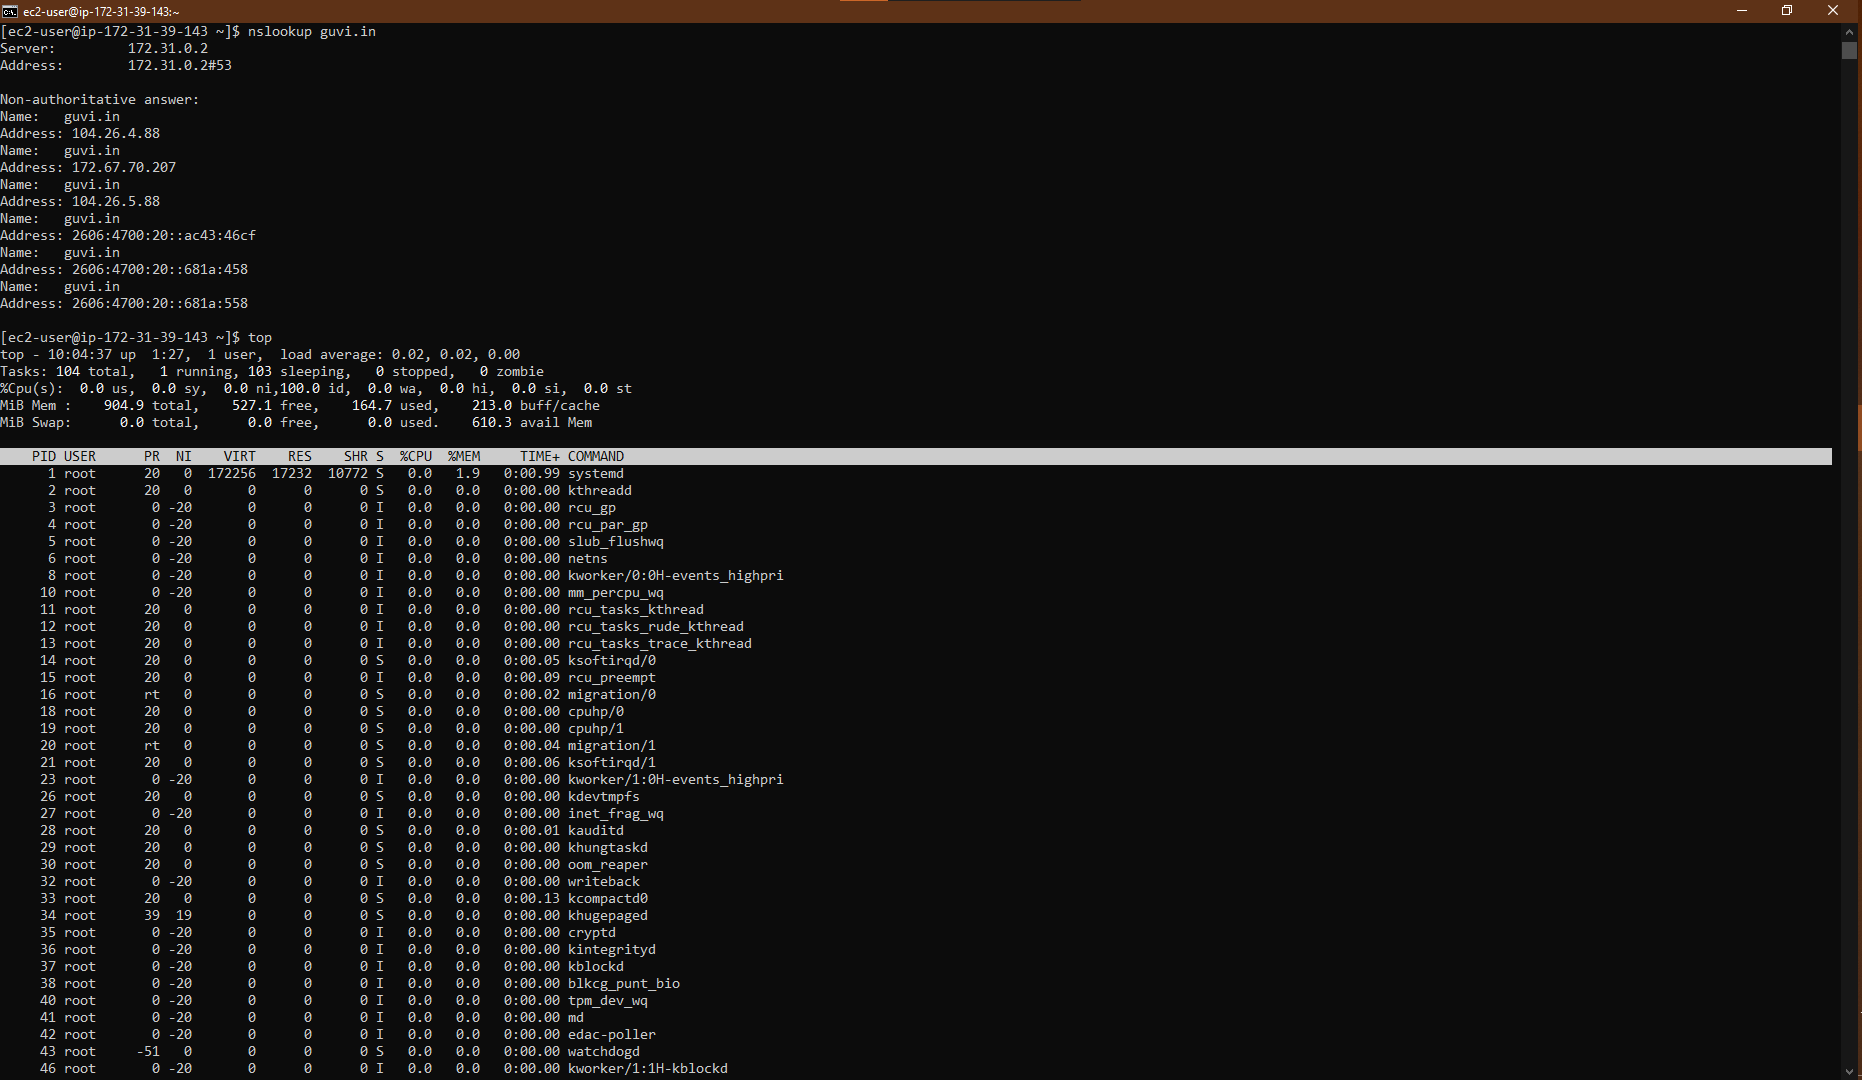 ec2-user@ip-172-31-39-143:~
[ec2-user@ip-172-31-39-143 ~]$ nslookup guvi.in
Server:         172.31.0.2
Address:        172.31.0.2#53

Non-authoritative answer:
Name:   guvi.in
Address: 104.26.4.88
Name:   guvi.in
Address: 172.67.70.207
Name:   guvi.in
Address: 104.26.5.88
Name:   guvi.in
Address: 2606:4700:20::ac43:46cf
Name:   guvi.in
Address: 2606:4700:20::681a:458
Name:   guvi.in
Address: 2606:4700:20::681a:558

[ec2-user@ip-172-31-39-143 ~]$ top
top - 10:04:37 up  1:27,  1 user,  load average: 0.02, 0.02, 0.00
Tasks: 104 total,   1 running, 103 sleeping,   0 stopped,   0 zombie
%Cpu(s):  0.0 us,  0.0 sy,  0.0 ni,100.0 id,  0.0 wa,  0.0 hi,  0.0 si,  0.0 st
MiB Mem :    904.9 total,    527.1 free,    164.7 used,    213.0 buff/cache
MiB Swap:      0.0 total,      0.0 free,      0.0 used.    610.3 avail Mem

    PID USER      PR  NI    VIRT    RES    SHR S  %CPU  %MEM     TIME+ COMMAND
      1 root      20   0  172256  17232  10772 S   0.0   1.9   0:00.99 systemd
      2 root      20   0       0      0      0 S   0.0   0.0   0:00.00 kthreadd
      3 root       0 -20       0      0      0 I   0.0   0.0   0:00.00 rcu_gp
      4 root       0 -20       0      0      0 I   0.0   0.0   0:00.00 rcu_par_gp
      5 root       0 -20       0      0      0 I   0.0   0.0   0:00.00 slub_flushwq
      6 root       0 -20       0      0      0 I   0.0   0.0   0:00.00 netns
      8 root       0 -20       0      0      0 I   0.0   0.0   0:00.00 kworker/0:0H-events_highpri
     10 root       0 -20       0      0      0 I   0.0   0.0   0:00.00 mm_percpu_wq
     11 root      20   0       0      0      0 I   0.0   0.0   0:00.00 rcu_tasks_kthread
     12 root      20   0       0      0      0 I   0.0   0.0   0:00.00 rcu_tasks_rude_kthread
     13 root      20   0       0      0      0 I   0.0   0.0   0:00.00 rcu_tasks_trace_kthread
     14 root      20   0       0      0      0 S   0.0   0.0   0:00.05 ksoftirqd/0
     15 root      20   0       0      0      0 I   0.0   0.0   0:00.09 rcu_preempt
     16 root      rt   0       0      0      0 S   0.0   0.0   0:00.02 migration/0
     18 root      20   0       0      0      0 S   0.0   0.0   0:00.00 cpuhp/0
     19 root      20   0       0      0      0 S   0.0   0.0   0:00.00 cpuhp/1
     20 root      rt   0       0      0      0 S   0.0   0.0   0:00.04 migration/1
     21 root      20   0       0      0      0 S   0.0   0.0   0:00.06 ksoftirqd/1
     23 root       0 -20       0      0      0 I   0.0   0.0   0:00.00 kworker/1:0H-events_highpri
     26 root      20   0       0      0      0 S   0.0   0.0   0:00.00 kdevtmpfs
     27 root       0 -20       0      0      0 I   0.0   0.0   0:00.00 inet_frag_wq
     28 root      20   0       0      0      0 S   0.0   0.0   0:00.01 kauditd
     29 root      20   0       0      0      0 S   0.0   0.0   0:00.00 khungtaskd
     30 root      20   0       0      0      0 S   0.0   0.0   0:00.00 oom_reaper
     32 root       0 -20       0      0      0 I   0.0   0.0   0:00.00 writeback
     33 root      20   0       0      0      0 S   0.0   0.0   0:00.13 kcompactd0
     34 root      39  19       0      0      0 S   0.0   0.0   0:00.00 khugepaged
     35 root       0 -20       0      0      0 I   0.0   0.0   0:00.00 cryptd
     36 root       0 -20       0      0      0 I   0.0   0.0   0:00.00 kintegrityd
     37 root       0 -20       0      0      0 I   0.0   0.0   0:00.00 kblockd
     38 root       0 -20       0      0      0 I   0.0   0.0   0:00.00 blkcg_punt_bio
     40 root       0 -20       0      0      0 I   0.0   0.0   0:00.00 tpm_dev_wq
     41 root       0 -20       0      0      0 I   0.0   0.0   0:00.00 md
     42 root       0 -20       0      0      0 I   0.0   0.0   0:00.00 edac-poller
     43 root     -51   0       0      0      0 S   0.0   0.0   0:00.00 watchdogd
     46 root       0 -20       0      0      0 I   0.0   0.0   0:00.00 kworker/1:1H-kblockd